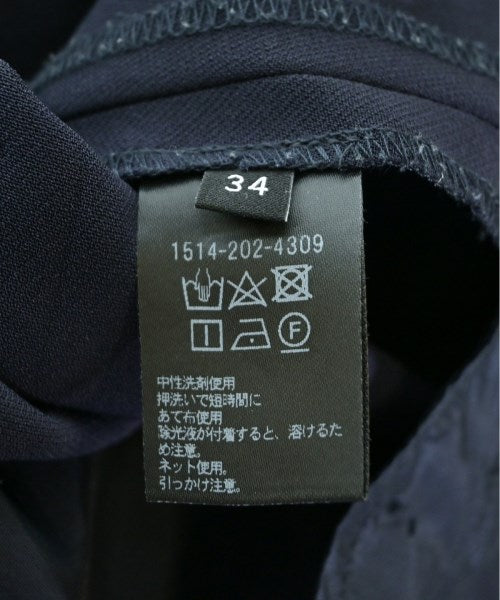 34
1514-202-4309
F
中性洗剤使用
押洗いで短時間に
あて布使用
除光液が付着すると、溶けるた
め注意。
ネット使用。
引っかけ注意。